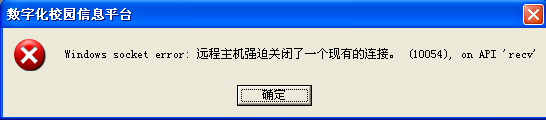 数字化校园信息平台
Windows socket error: 远程主机强迫关闭了一个现有的连接。 (10054), on API 'recv'
确定